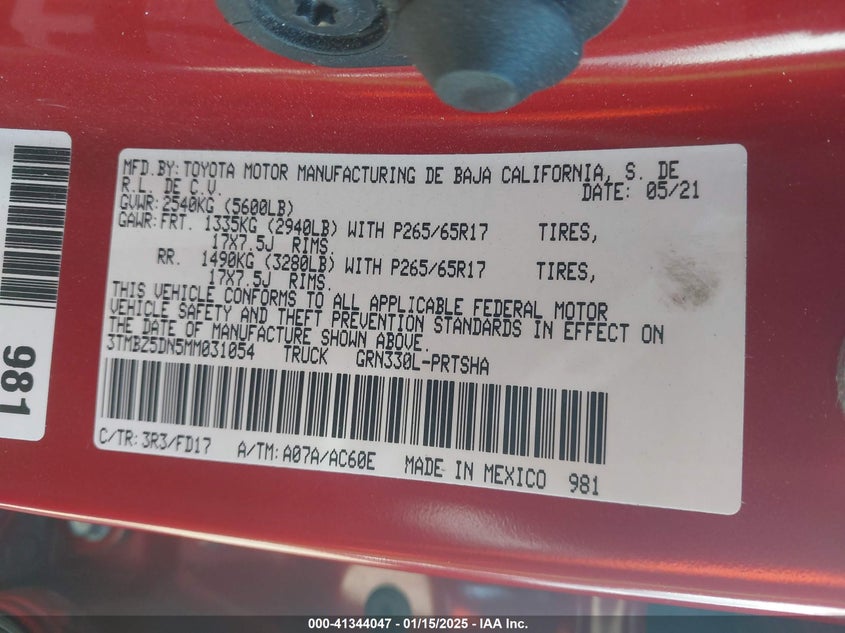 MFD.BY: TOYOTA MOTOR MANUFACTURING DE BAJA CALIFORNIA, S. DE
R.L. DE C.V.
DATE: 05/21
GVWR: 2540KG (5600LB)
GAWR: FRT. 1335KG (2940LB) WITH P265/65R17 TIRES,
17X7.5J RIMS.
RR. 1490KG (3280LB) WITH P265/65R17 TIRES,
17X7.5J RIMS.
THIS VEHICLE CONFORMS TO ALL APPLICABLE FEDERAL MOTOR
VEHICLE SAFETY AND THEFT PREVENTION STANDARDS IN EFFECT ON
THE DATE OF MANUFACTURE SHOWN ABOVE.
3TMBZ5DN5MM031054 TRUCK GRN330L-PRTSHA
C/TR: 3R3/FD17 A/TM: A07A/AC60E MADE IN MEXICO 981
981
000-41344047 - 01/15/2025 - IAA Inc.